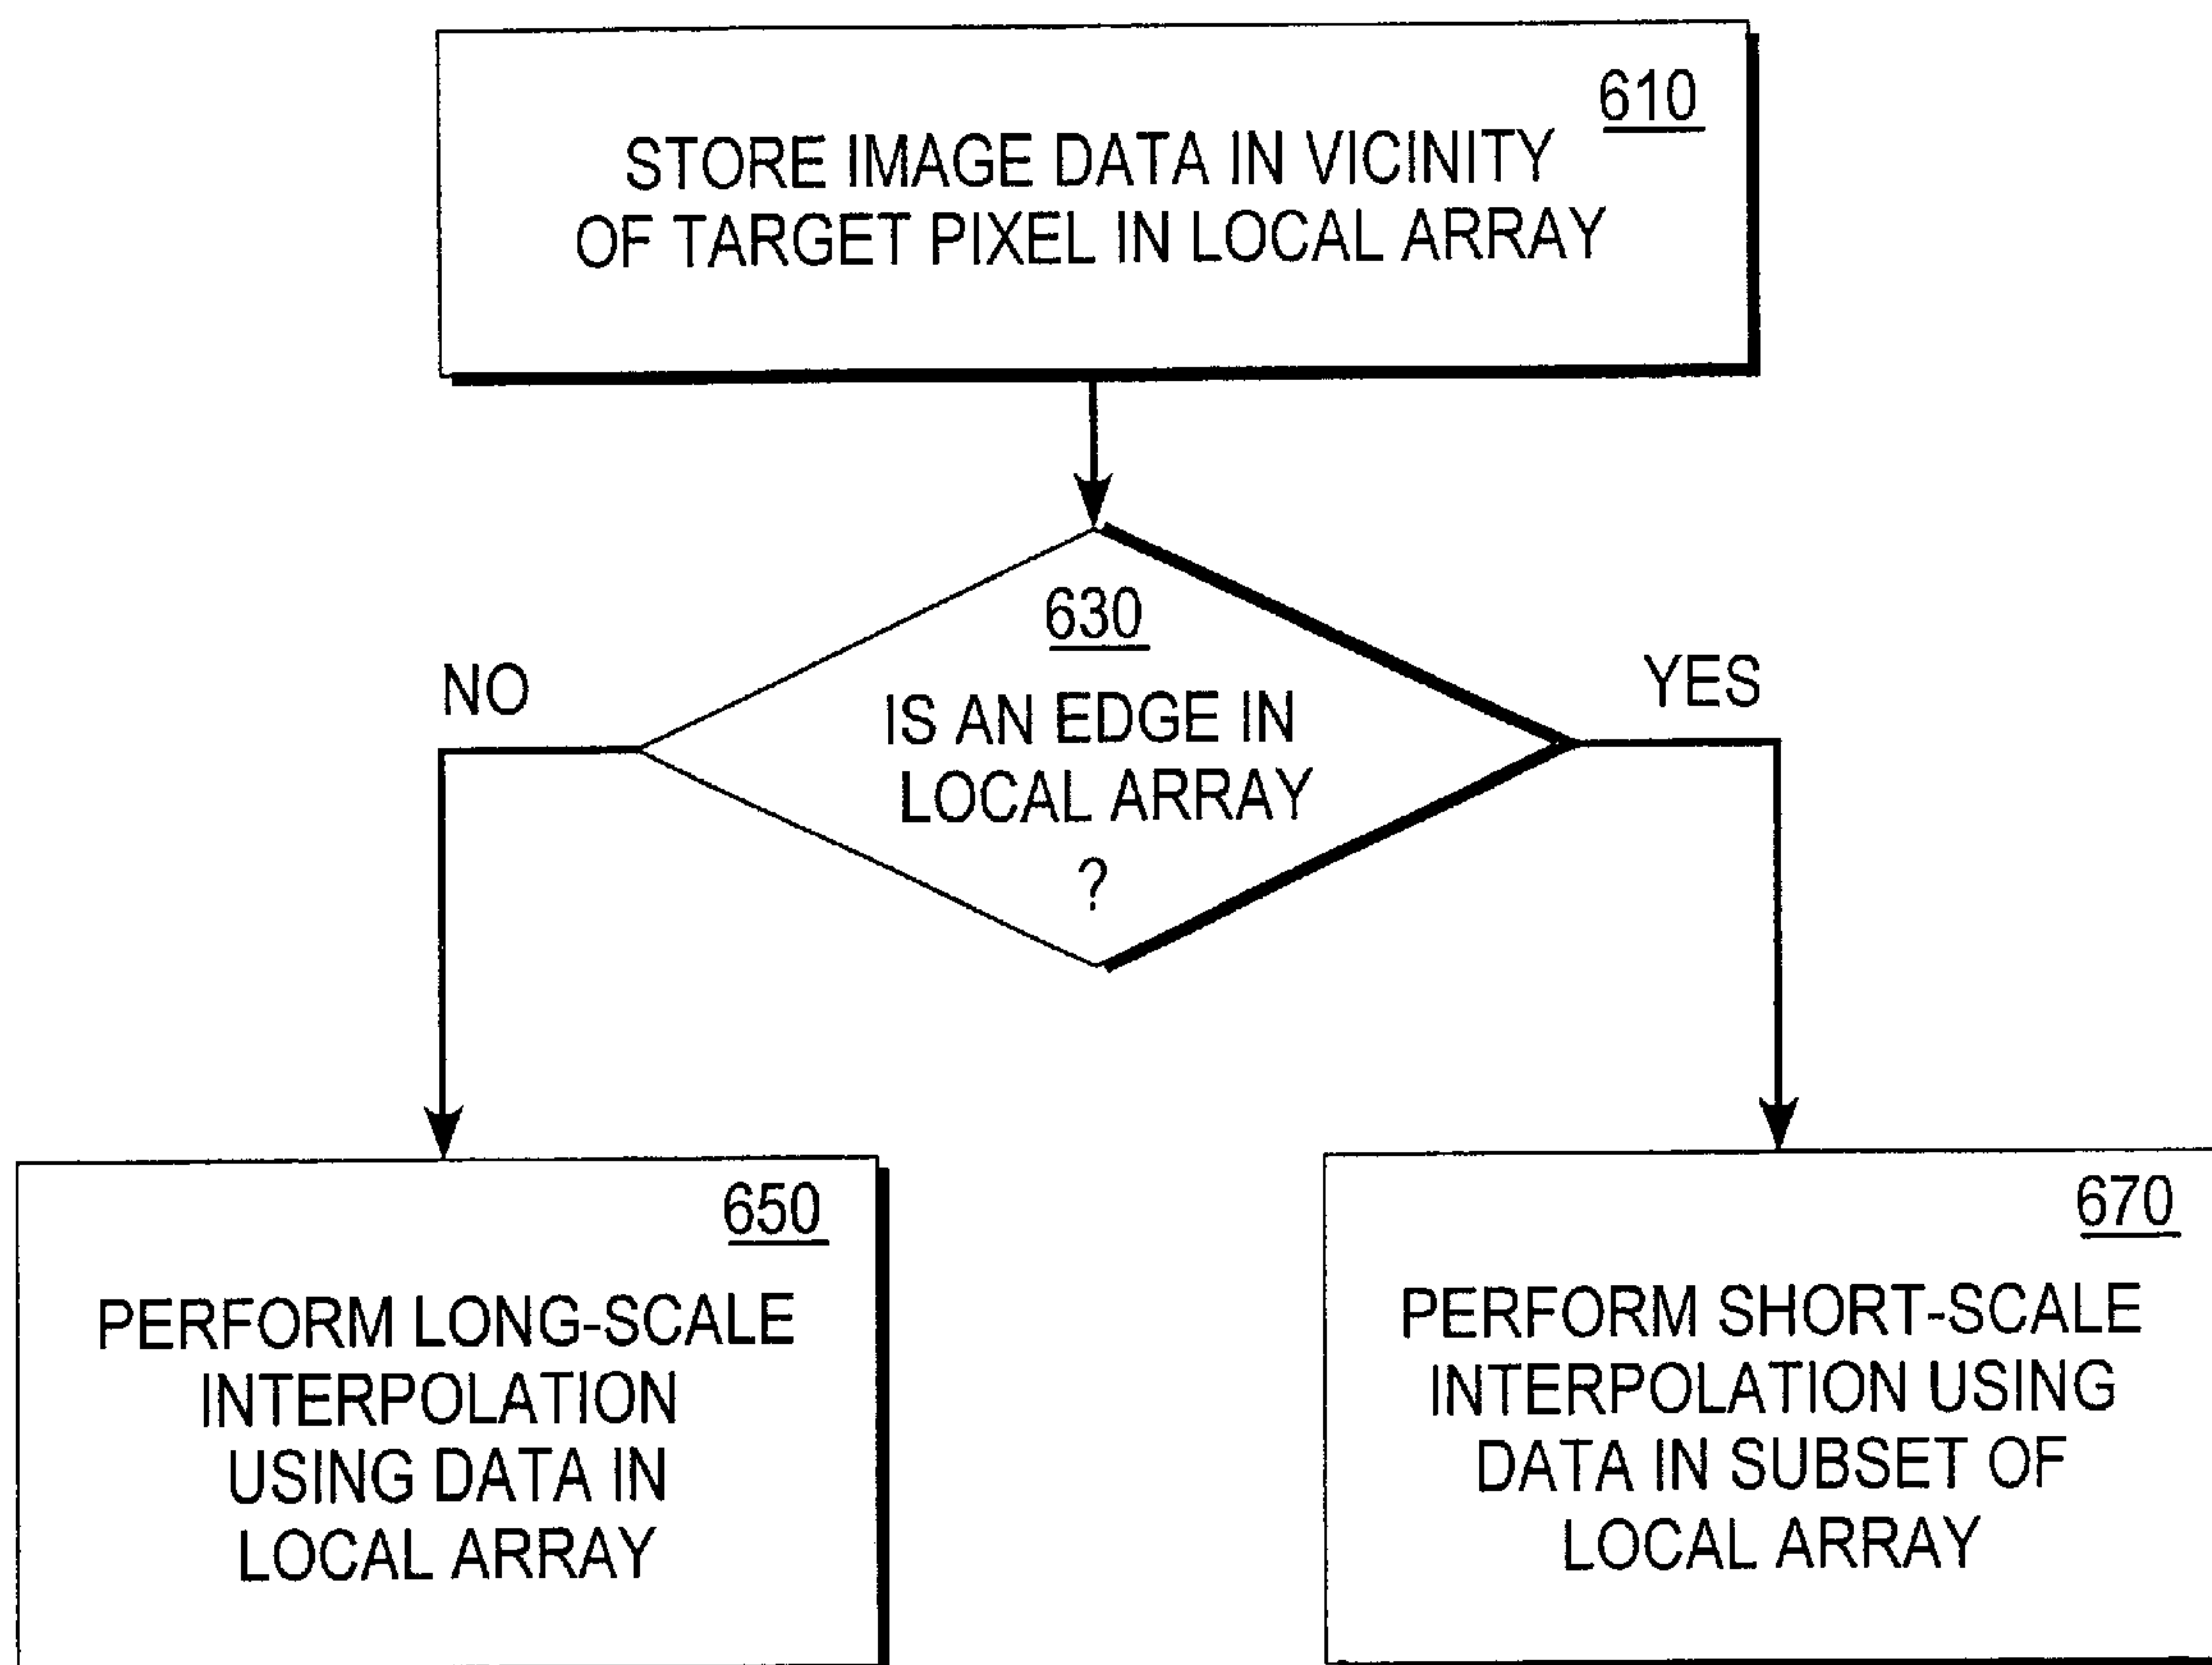 610
STORE IMAGE DATA IN VICINITY
OF TARGET PIXEL IN LOCAL ARRAY
630
IS AN EDGE IN
LOCAL ARRAY
?
NO
YES
650
PERFORM LONG-SCALE
INTERPOLATION
USING DATA IN
LOCAL ARRAY
670
PERFORM SHORT-SCALE
INTERPOLATION USING
DATA IN SUBSET OF
LOCAL ARRAY